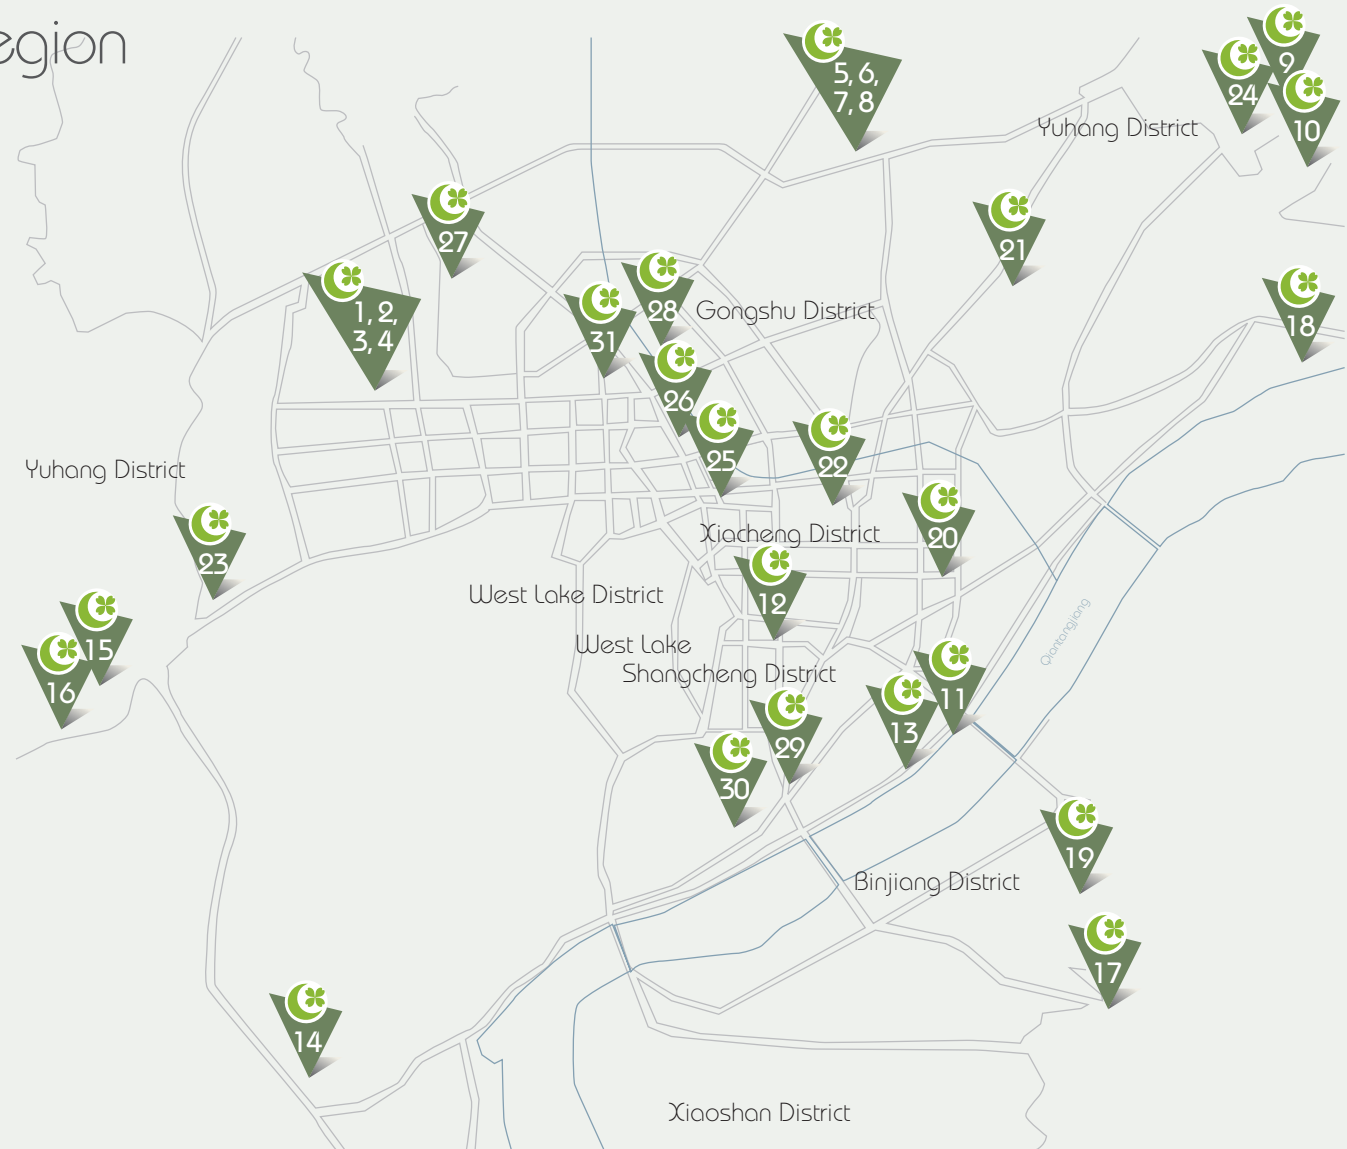 egion
5, 6,
7, 8
9
24
10
Yuhang District
27
21
1, 2,
3, 4
28
31
Gongshu District
18
26
25
22
Yuhang District
20
Xiacheng District
23
12
West Lake District
15
16
West Lake
Shangcheng District
Qiantangjiang
11
13
29
30
19
Binjiang District
17
14
Xiaoshan District